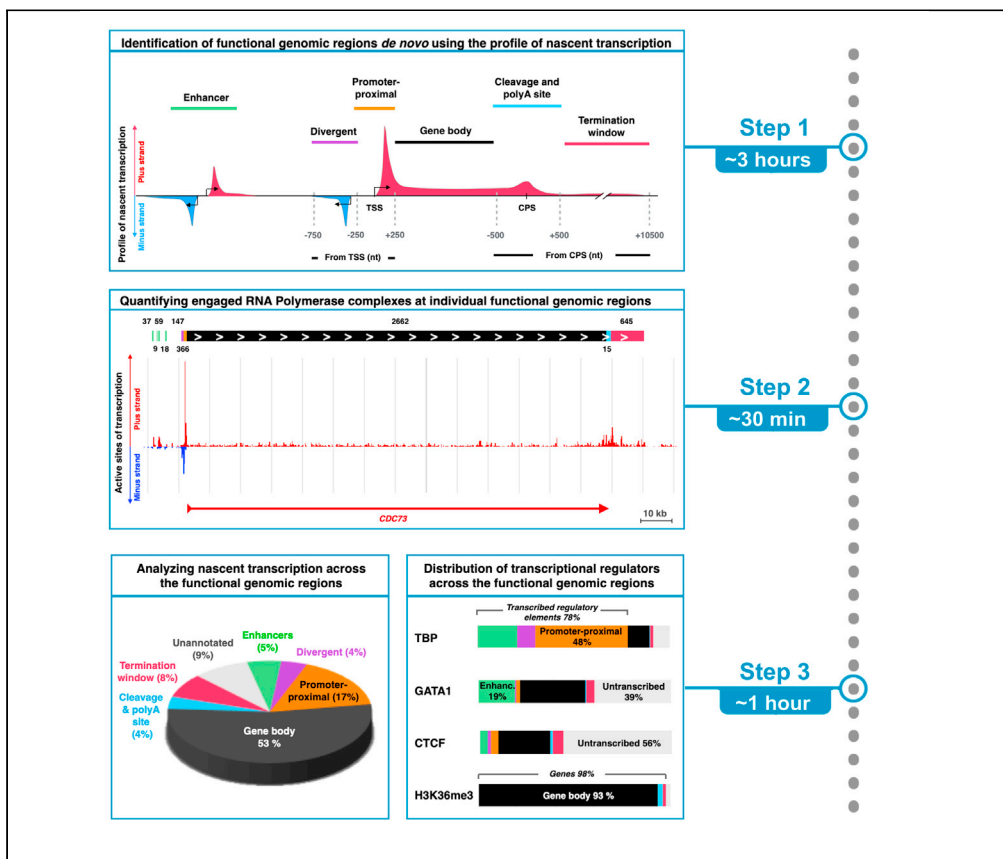 Identification of functional genomic regions de novo using the profile of nascent transcription
Enhancer
Promoter-
proximal
Cleavage and
polyA site
Divergent
Gene body
Termination
window
Profile of nascent transcription
Plus strand
Minus strand
TSS
CPS
-750
-250
+250
-500
+500
+10500
From TSS (nt)
From CPS (nt)
Step 1
~3 hours
Quantifying engaged RNA Polymerase complexes at individual functional genomic regions
37 59 147 2662 645
> > > > > > > > > > > > > > > > > > >
9 18 366 15
Active sites of transcription
Plus strand
Minus strand
CDC73
10 kb
Step 2
~30 min
Analyzing nascent transcription across
the functional genomic regions
Unannotated
(9%)
Enhancers
(5%)
Divergent (4%)
Termination
window (8%)
Promoter-
proximal (17%)
Cleavage
& polyA
site
(4%)
Gene body
53 %
Distribution of transcriptional regulators
across the functional genomic regions
Transcribed regulatory
elements 78%
TBP
Promoter-proximal
48%
GATA1
Enhanc.
19%
Untranscribed
39%
CTCF
Untranscribed 56%
Genes 98%
H3K36me3
Gene body 93 %
Step 3
~1 hour